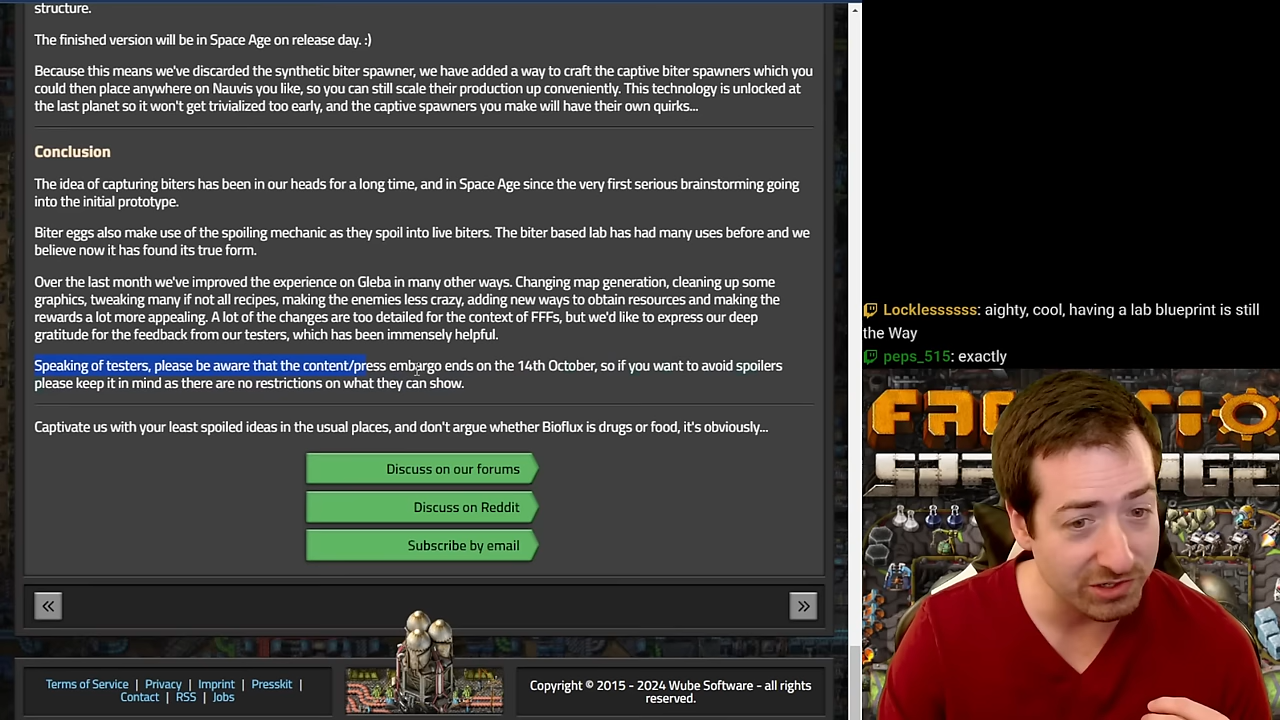 structure.
The finished version will be in Space Age on release day. :)
Because this means we've discarded the synthetic biter spawner, we have added a way to craft the captive biter spawners which you
could then place anywhere on Nauvis you like, so you can still scale their production up conveniently. This technology is unlocked at
the last planet so it won't get trivialized too early, and the captive spawners you make will have their own quirks...
Conclusion
The idea of capturing biters has been in our heads for a long time, and in Space Age since the very first serious brainstorming going
into the initial prototype.
Biter eggs also make use of the spoiling mechanic as they spoil into live biters. The biter based lab has had many uses before and we
believe now it has found its true form.
Over the last month we've improved the experience on Gleba in many other ways. Changing map generation, cleaning up some
graphics, tweaking many if not all recipes, making the enemies less crazy, adding new ways to obtain resources and making the
rewards a lot more appealing. A lot of the changes are too detailed for the context of FFFs, but we'd like to express our deep
gratitude for the feedback from our testers, which has been immensely helpful.
Speaking of testers, please be aware that the content/press embargo ends on the 14th October, so if you want to avoid spoilers
please keep it in mind as there are no restrictions on what they can show.
Captivate us with your least spoiled ideas in the usual places, and don't argue whether Bioflux is drugs or food, it's obviously...
Discuss on our forums
Discuss on Reddit
Subscribe by email
Terms of Service | Privacy | Imprint | Presskit |
Contact | RSS | Jobs
Copyright © 2015 - 2024 Wube Software - all rights
reserved.
Locklessssss: aighty, cool, having a lab blueprint is still
the Way
peps_515: exactly